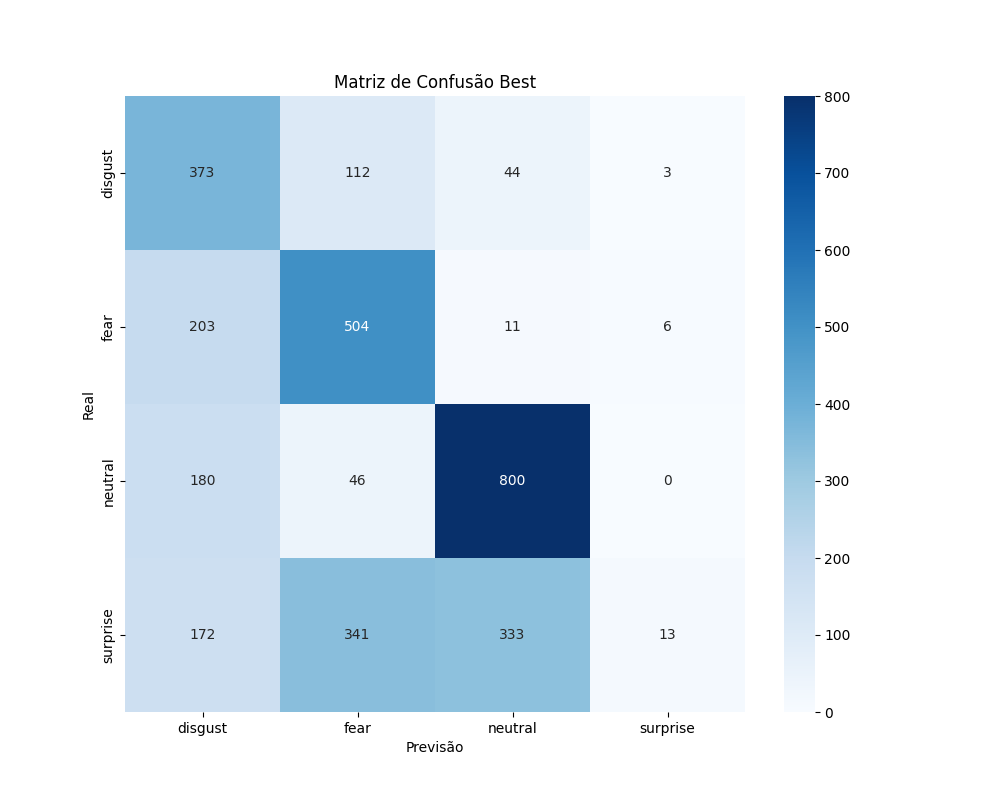 Matriz de Confusão Best
disgust 373 112 44 3
fear 203 504 11 6
neutral 180 46 800 0
surprise 172 341 333 13
disgust fear neutral surprise
Previsão
Real
800
700
600
500
400
300
200
100
0